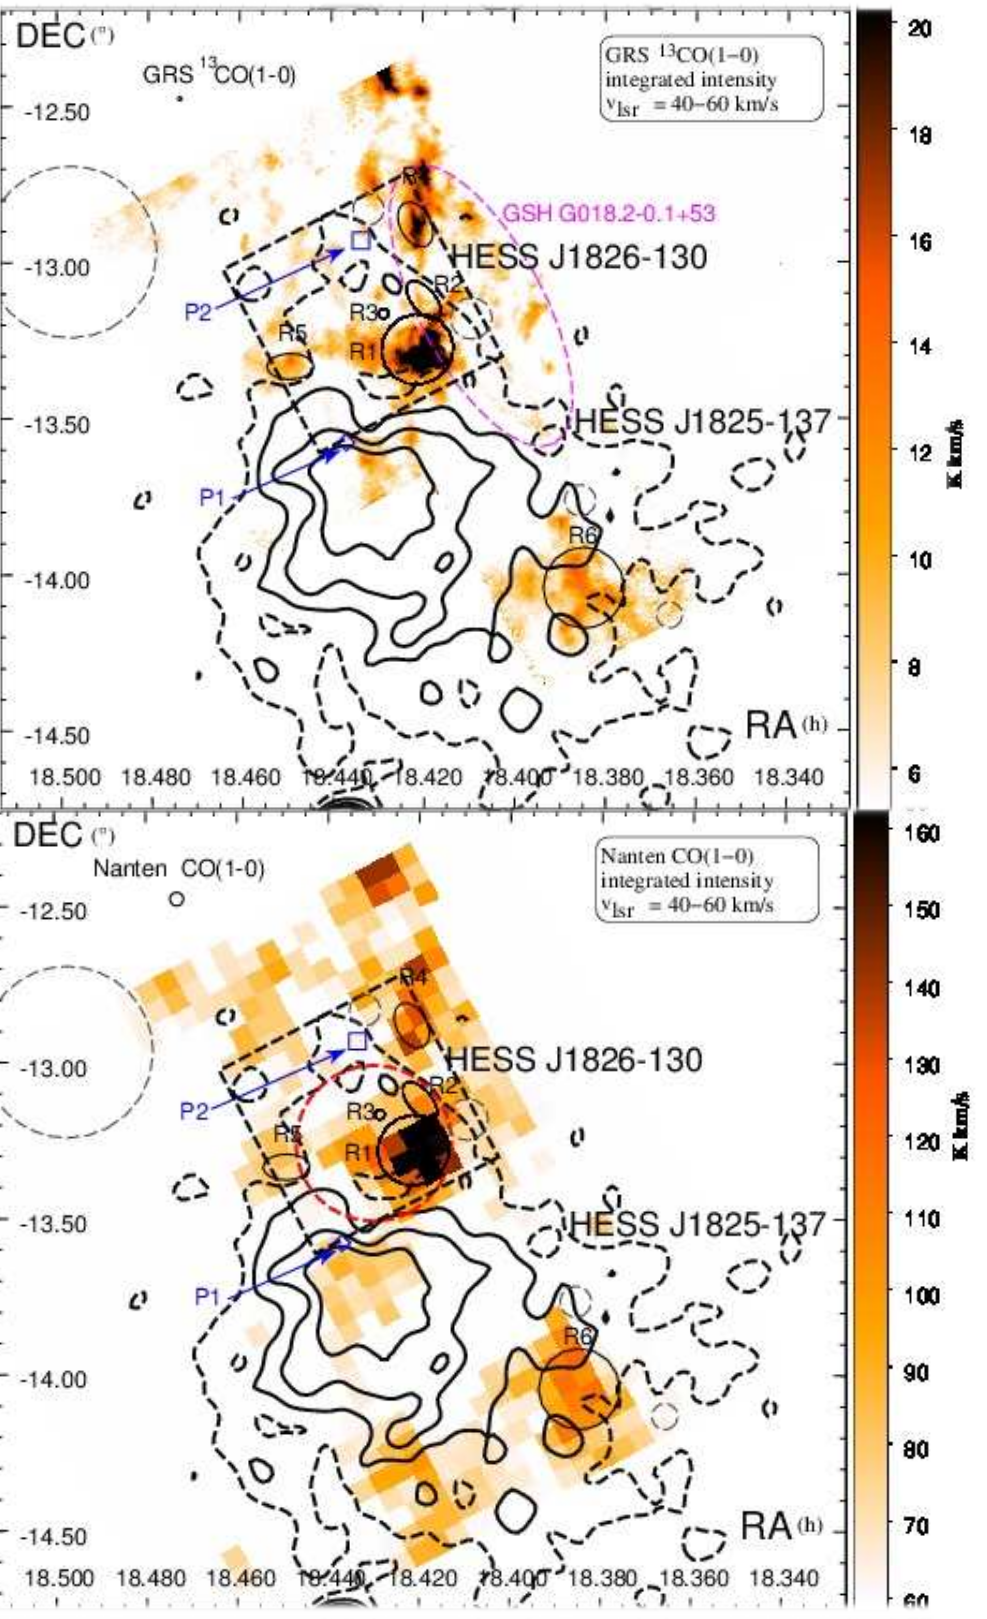 DEC (°)
GRS 13CO(1-0)
GRS 13CO(1−0)
integrated intensity
vlsr = 40−60 km/s
20
-12.50
18
R4
GSH G018.2-0.1+53
16
HESS J1826-130
-13.00
R2
P2
R3
R5
R1
14
HESS J1825-137
-13.50
12
K km/s
P1
R6
10
-14.00
8
RA (h)
-14.50
6
18.500 18.480 18.460 18.440 18.420 18.400 18.380 18.360 18.340
DEC (°)
160
Nanten CO(1-0)
Nanten CO(1−0)
integrated intensity
vlsr = 40−60 km/s
-12.50
150
R4
140
HESS J1826-130
-13.00
130
R2
P2
R3
R5
R1
120
K km/s
HESS J1825-137
-13.50
110
P1
100
R6
-14.00
90
80
RA (h)
-14.50
70
18.500 18.480 18.460 18.440 18.420 18.400 18.380 18.360 18.340
60